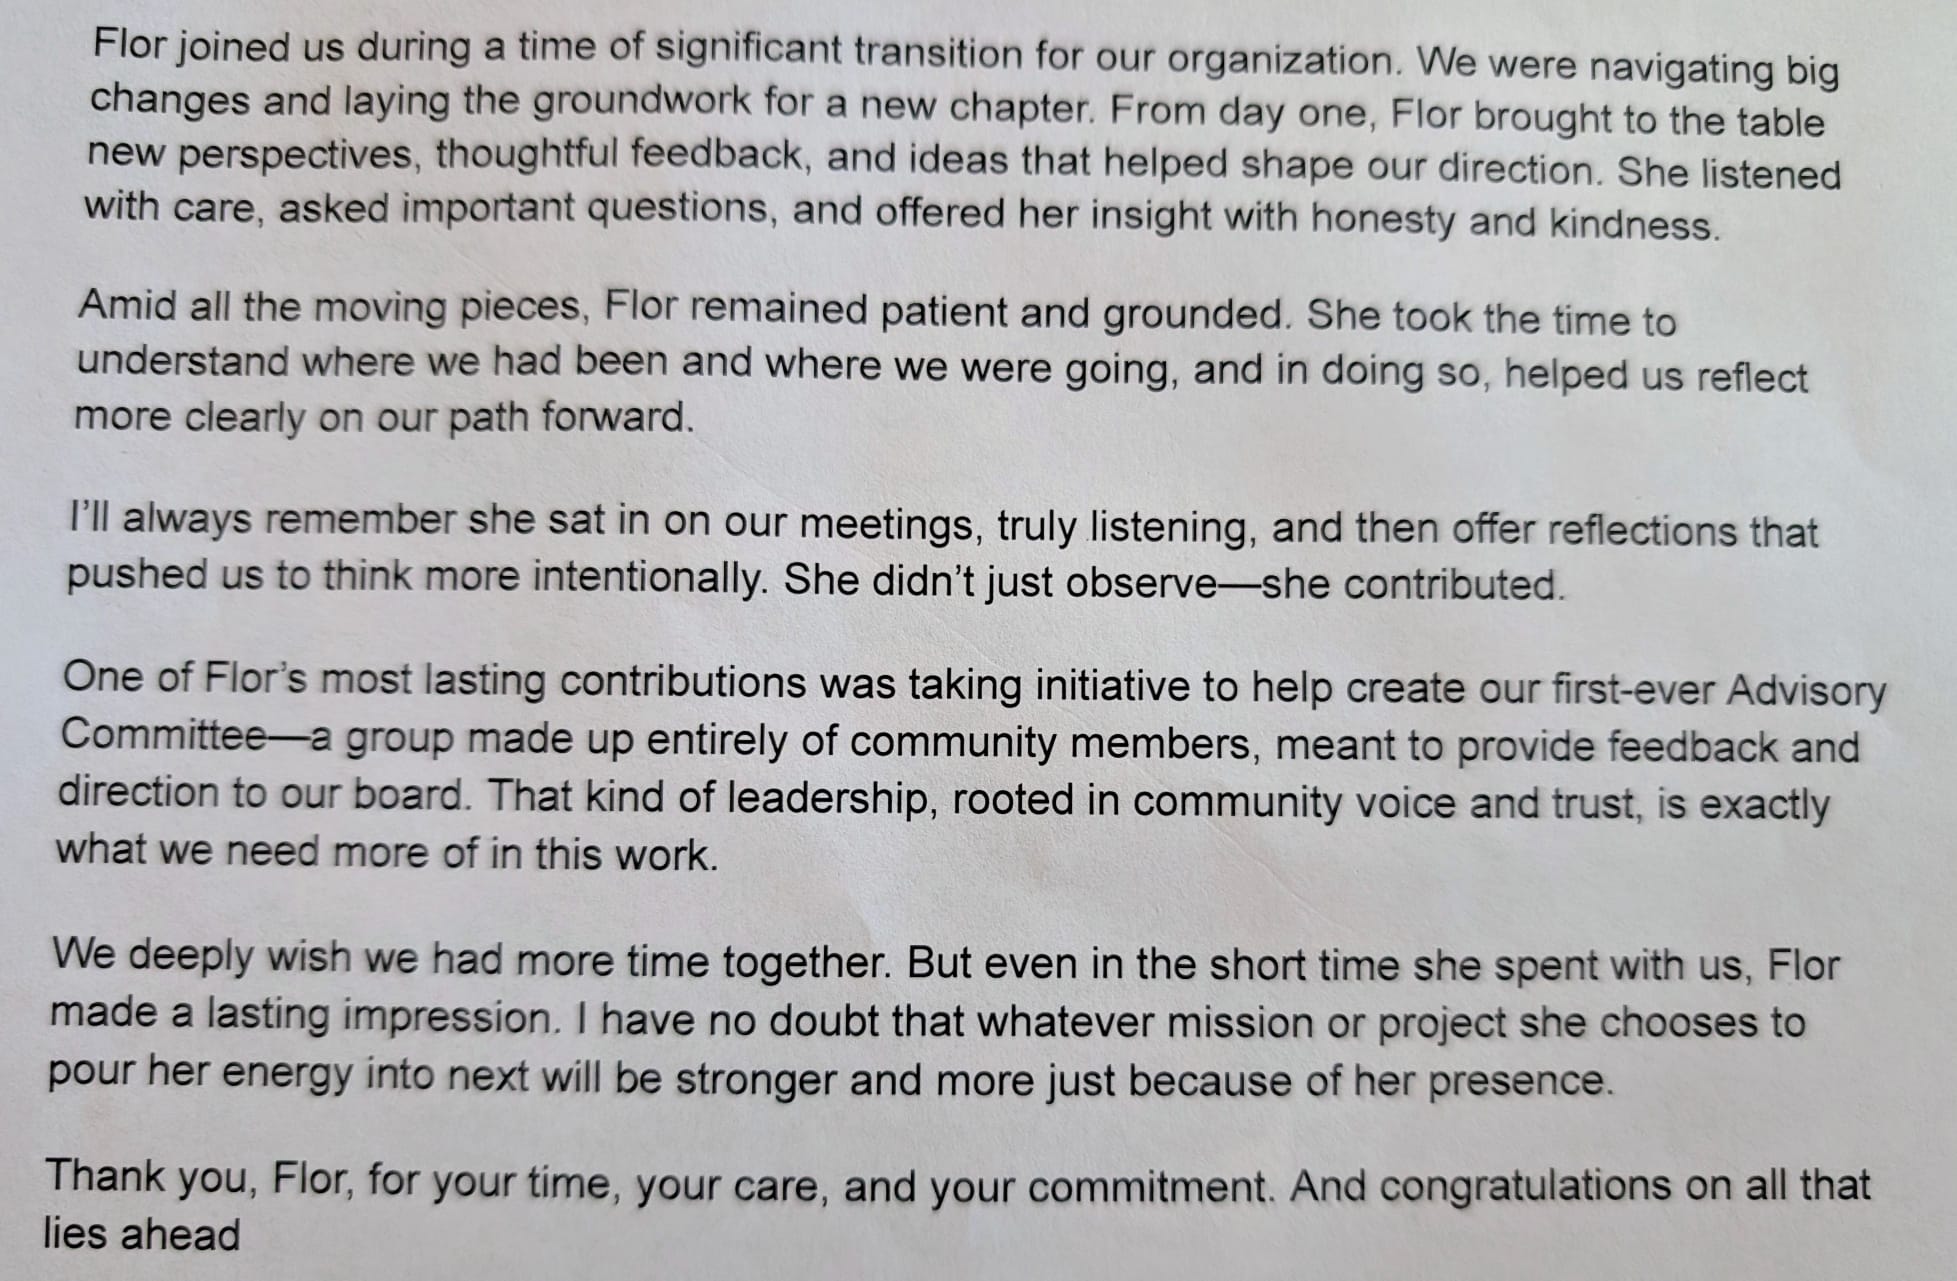 Flor joined us during a time of significant transition for our organization. We were navigating big
changes and laying the groundwork for a new chapter. From day one, Flor brought to the table
new perspectives, thoughtful feedback, and ideas that helped shape our direction. She listened
with care, asked important questions, and offered her insight with honesty and kindness.
Amid all the moving pieces, Flor remained patient and grounded. She took the time to
understand where we had been and where we were going, and in doing so, helped us reflect
more clearly on our path forward.
I’ll always remember she sat in on our meetings, truly listening, and then offer reflections that
pushed us to think more intentionally. She didn’t just observe—she contributed.
One of Flor’s most lasting contributions was taking initiative to help create our first-ever Advisory
Committee—a group made up entirely of community members, meant to provide feedback and
direction to our board. That kind of leadership, rooted in community voice and trust, is exactly
what we need more of in this work.
We deeply wish we had more time together. But even in the short time she spent with us, Flor
made a lasting impression. I have no doubt that whatever mission or project she chooses to
pour her energy into next will be stronger and more just because of her presence.
Thank you, Flor, for your time, your care, and your commitment. And congratulations on all that
lies ahead